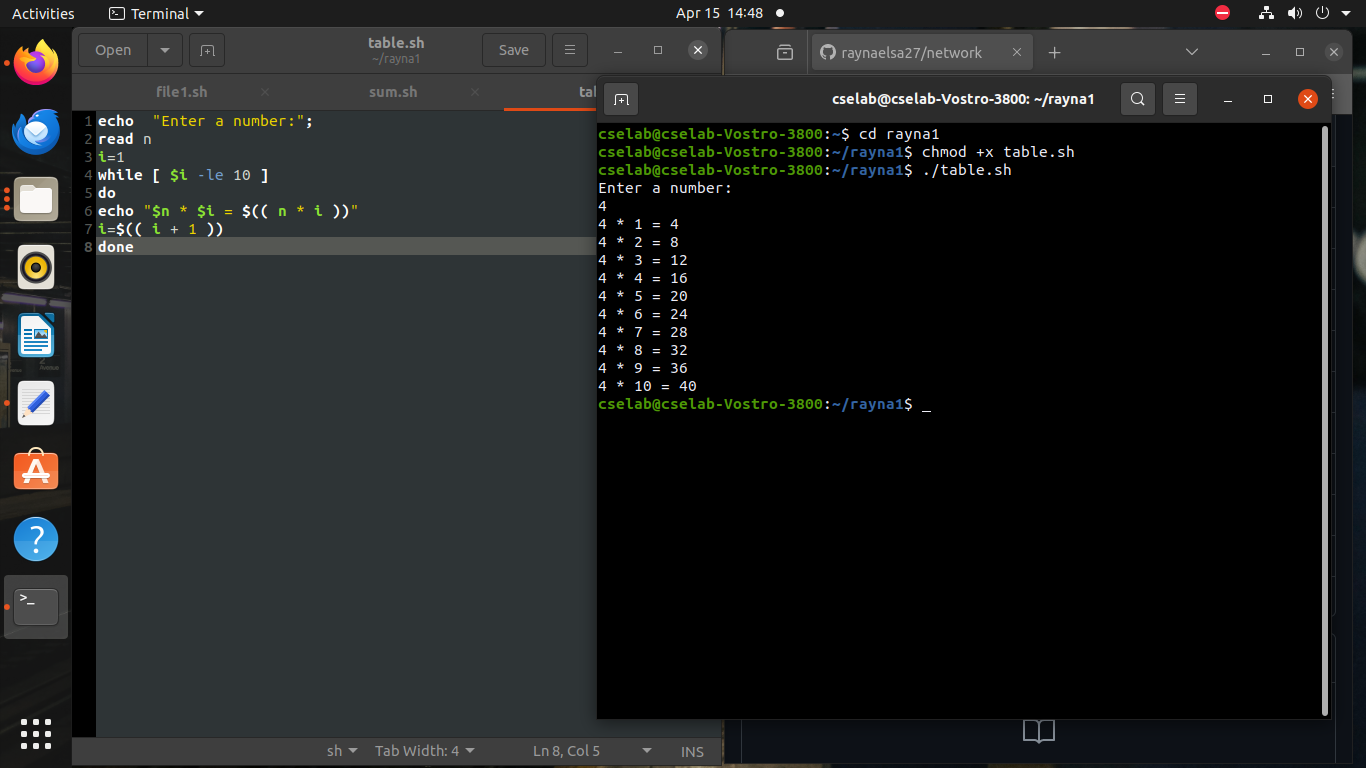 Activities Terminal Apr 15 14:48
Open table.sh Save
~/rayna1
file1.sh sum.sh tab
1 echo  "Enter a number:";
2 read n
3 i=1
4 while [ $i -le 10 ]
5 do
6 echo "$n * $i = $(( n * i ))"
7 i=$(( i + 1 ))
8 done
sh Tab Width: 4 Ln 8, Col 5 INS
raynaelsa27/network
cselab@cselab-Vostro-3800: ~/rayna1
cselab@cselab-Vostro-3800:~$ cd rayna1
cselab@cselab-Vostro-3800:~/rayna1$ chmod +x table.sh
cselab@cselab-Vostro-3800:~/rayna1$ ./table.sh
Enter a number:
4
4 * 1 = 4
4 * 2 = 8
4 * 3 = 12
4 * 4 = 16
4 * 5 = 20
4 * 6 = 24
4 * 7 = 28
4 * 8 = 32
4 * 9 = 36
4 * 10 = 40
cselab@cselab-Vostro-3800:~/rayna1$ _